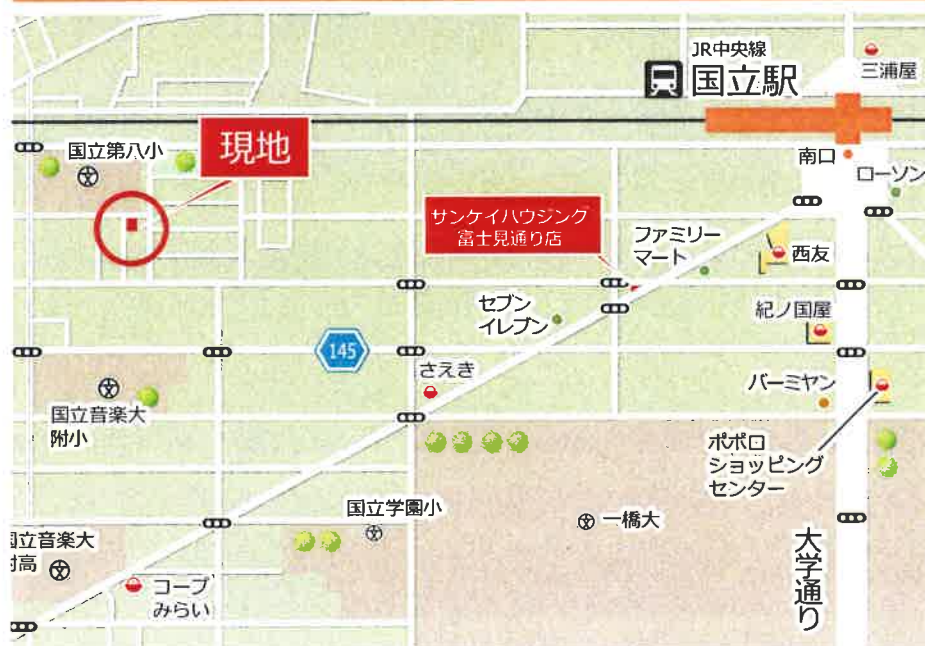 JR中央線
国立駅
三浦屋
国立第八小
現地
南口
ローソン
サンケイハウジング
富士見通り店
ファミリー
マート
西友
セブン
イレブン
紀ノ国屋
145
さえき
バーミヤン
国立音楽大
附小
ポポロ
ショッピング
センター
国立学園小
一橋大
国立音楽大
附高
大学通り
コープ
みらい